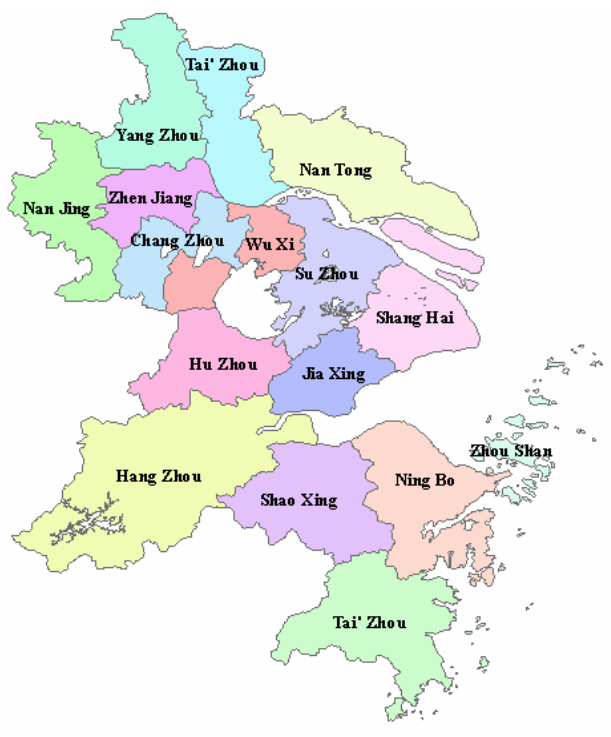 Tai' Zhou
Yang Zhou
Nan Tong
Zhen Jiang
Nan Jing
Chang Zhou
Wu Xi
Su Zhou
Shang Hai
Hu Zhou
Jia Xing
Zhou Shan
Hang Zhou
Ning Bo
Shao Xing
Tai' Zhou